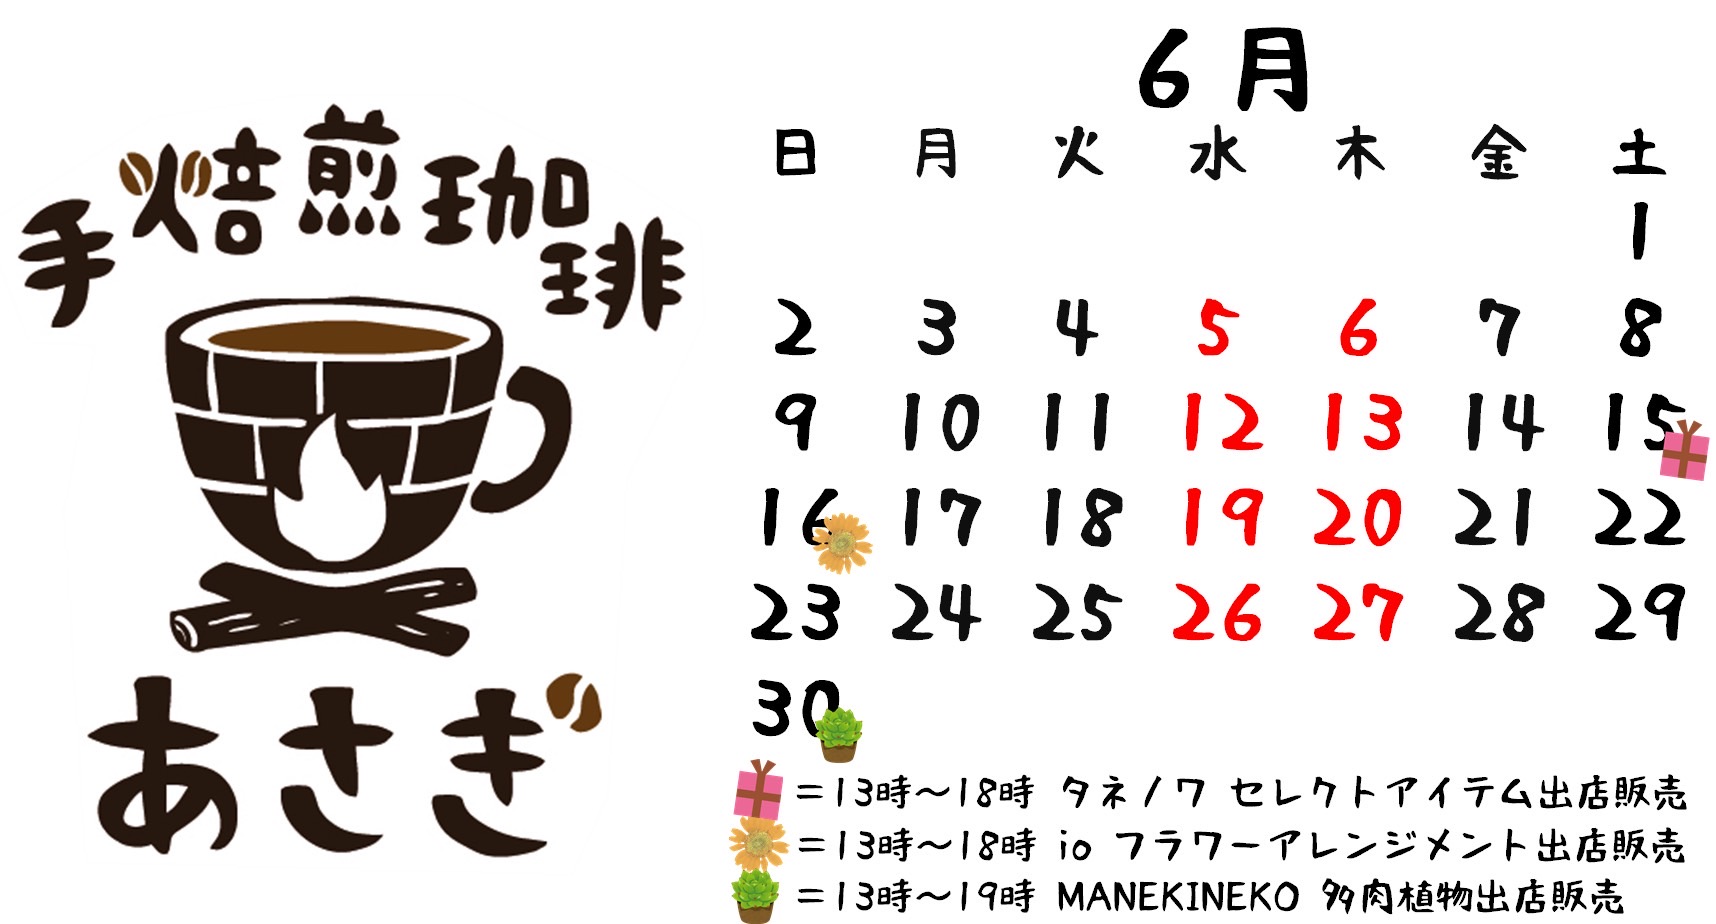 手焙煎珈琲
あさぎ
6月
日 月 火 水 木 金 土
1
2 3 4 5 6 7 8
9 10 11 12 13 14 15
16 17 18 19 20 21 22
23 24 25 26 27 28 29
30
=13時～18時 タネノワ セレクトアイテム出店販売
=13時～18時 io フラワーアレンジメント出店販売
=13時～19時 MANEKINEKO 多肉植物出店販売